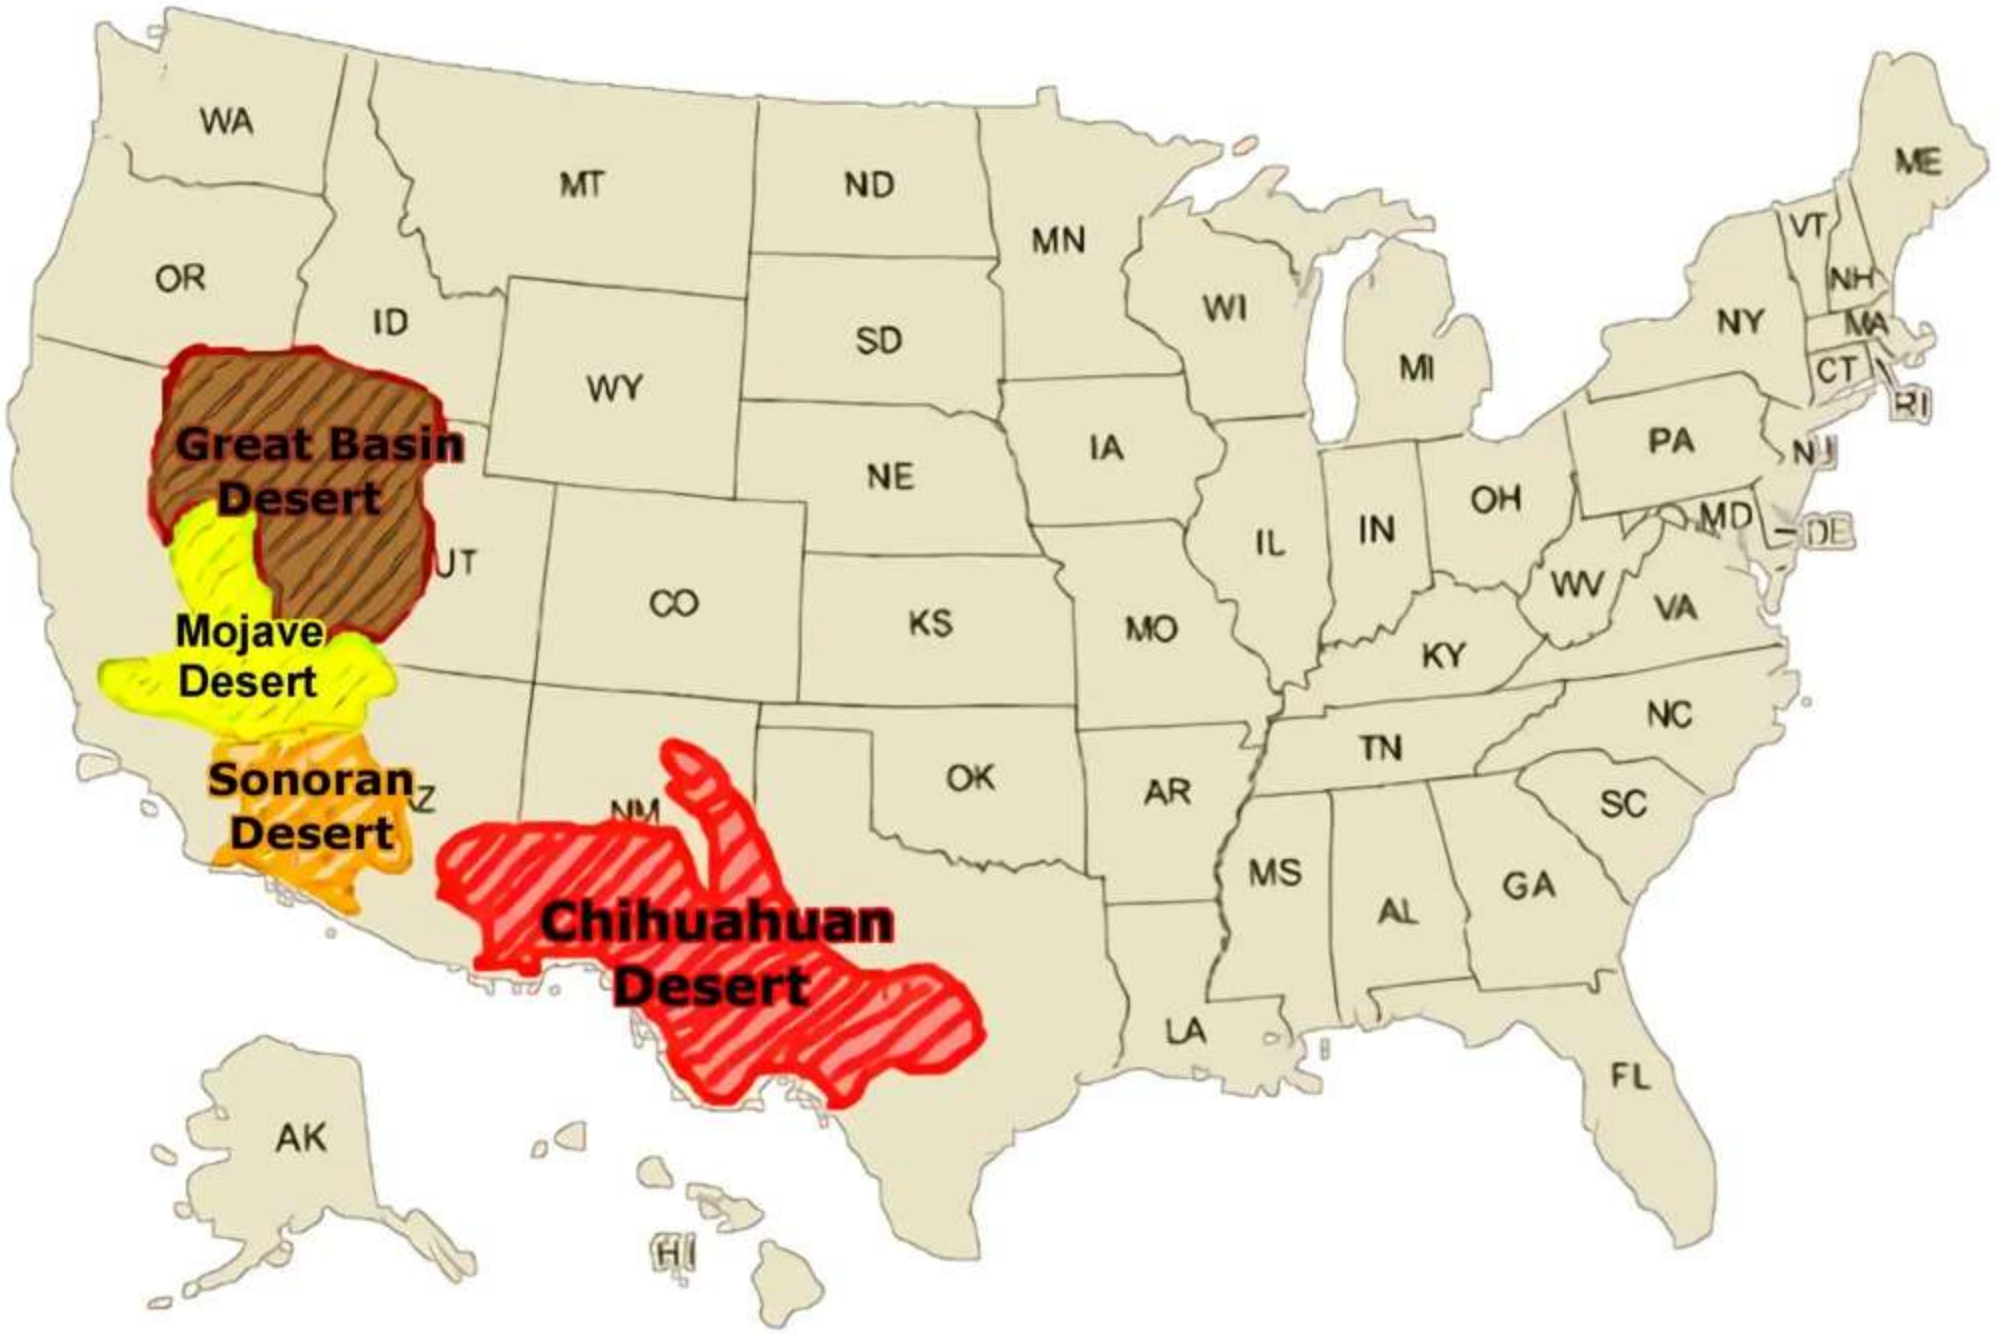 WA
MT
ND
MN
ME
OR
ID
SD
WI
VT
NH
NY
MA
MI
WY
CT
RI
IA
NE
PA
NJ
Great Basin
Desert
UT
CO
KS
MO
IL
IN
OH
MD
DE
WV
VA
KY
Mojave
Desert
NC
TN
SC
OK
AR
Sonoran
Desert
Z
NM
MS
AL
GA
Chihuahuan
Desert
LA
FL
AK
HI